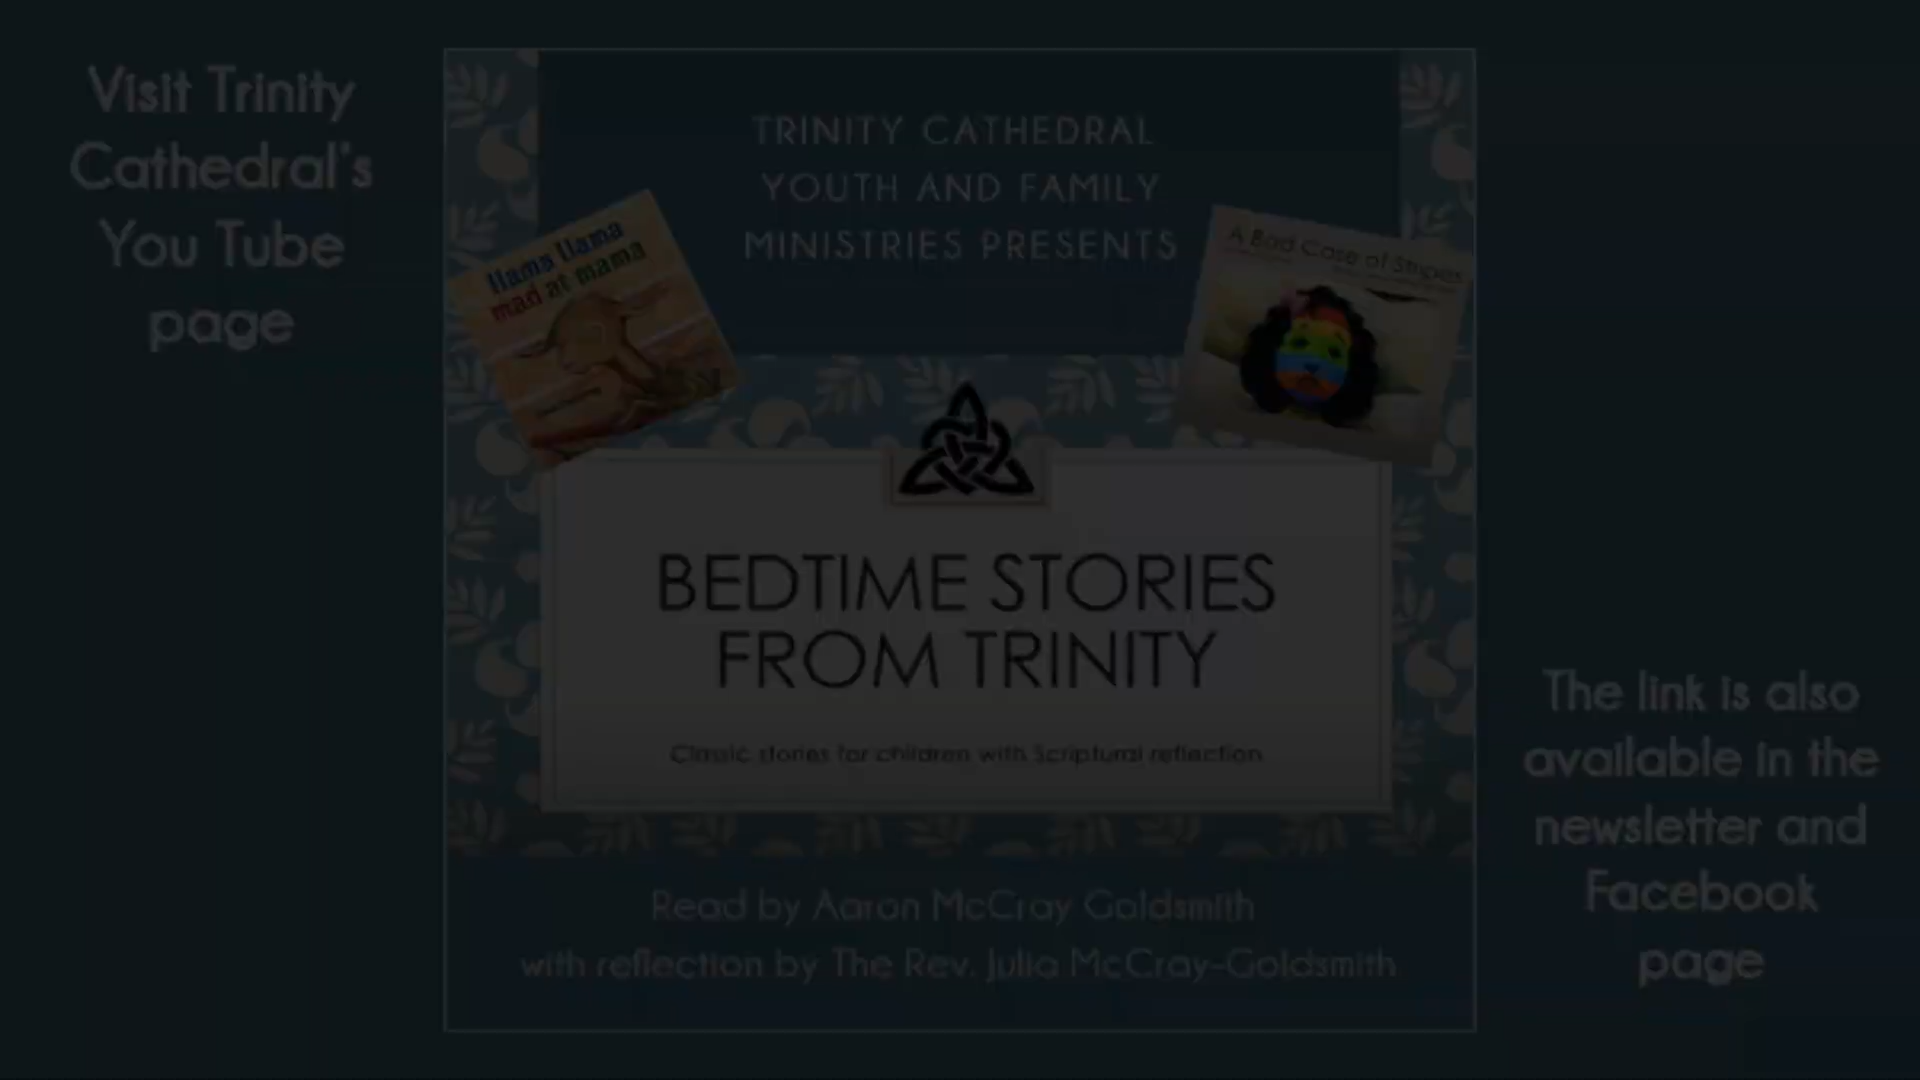 Visit Trinity
Cathedral's
You Tube
page
TRINITY CATHEDRAL
YOUTH AND FAMILY
MINISTRIES PRESENTS
llama llama
mad at mama
A Bad Case of Stripes
BEDTIME STORIES
FROM TRINITY
Classic stories for children with Scriptural reflection
Read by Aaron McCray Goldsmith
with reflection by The Rev. Julia McCray-Goldsmith
The link is also
available in the
newsletter and
Facebook
page